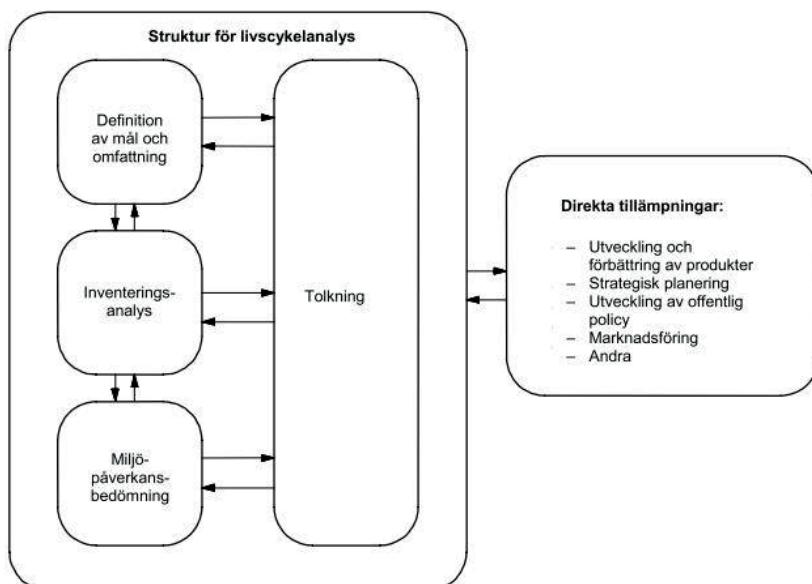 Struktur för livscykelanalys
Definition
av mål och
omfattning
Inventerings-
analys
Miljö-
påverkans-
bedömning
Tolkning
Direkta tillämpningar:
– Utveckling och
förbättring av produkter
– Strategisk planering
– Utveckling av offentlig
policy
– Marknadsföring
– Andra